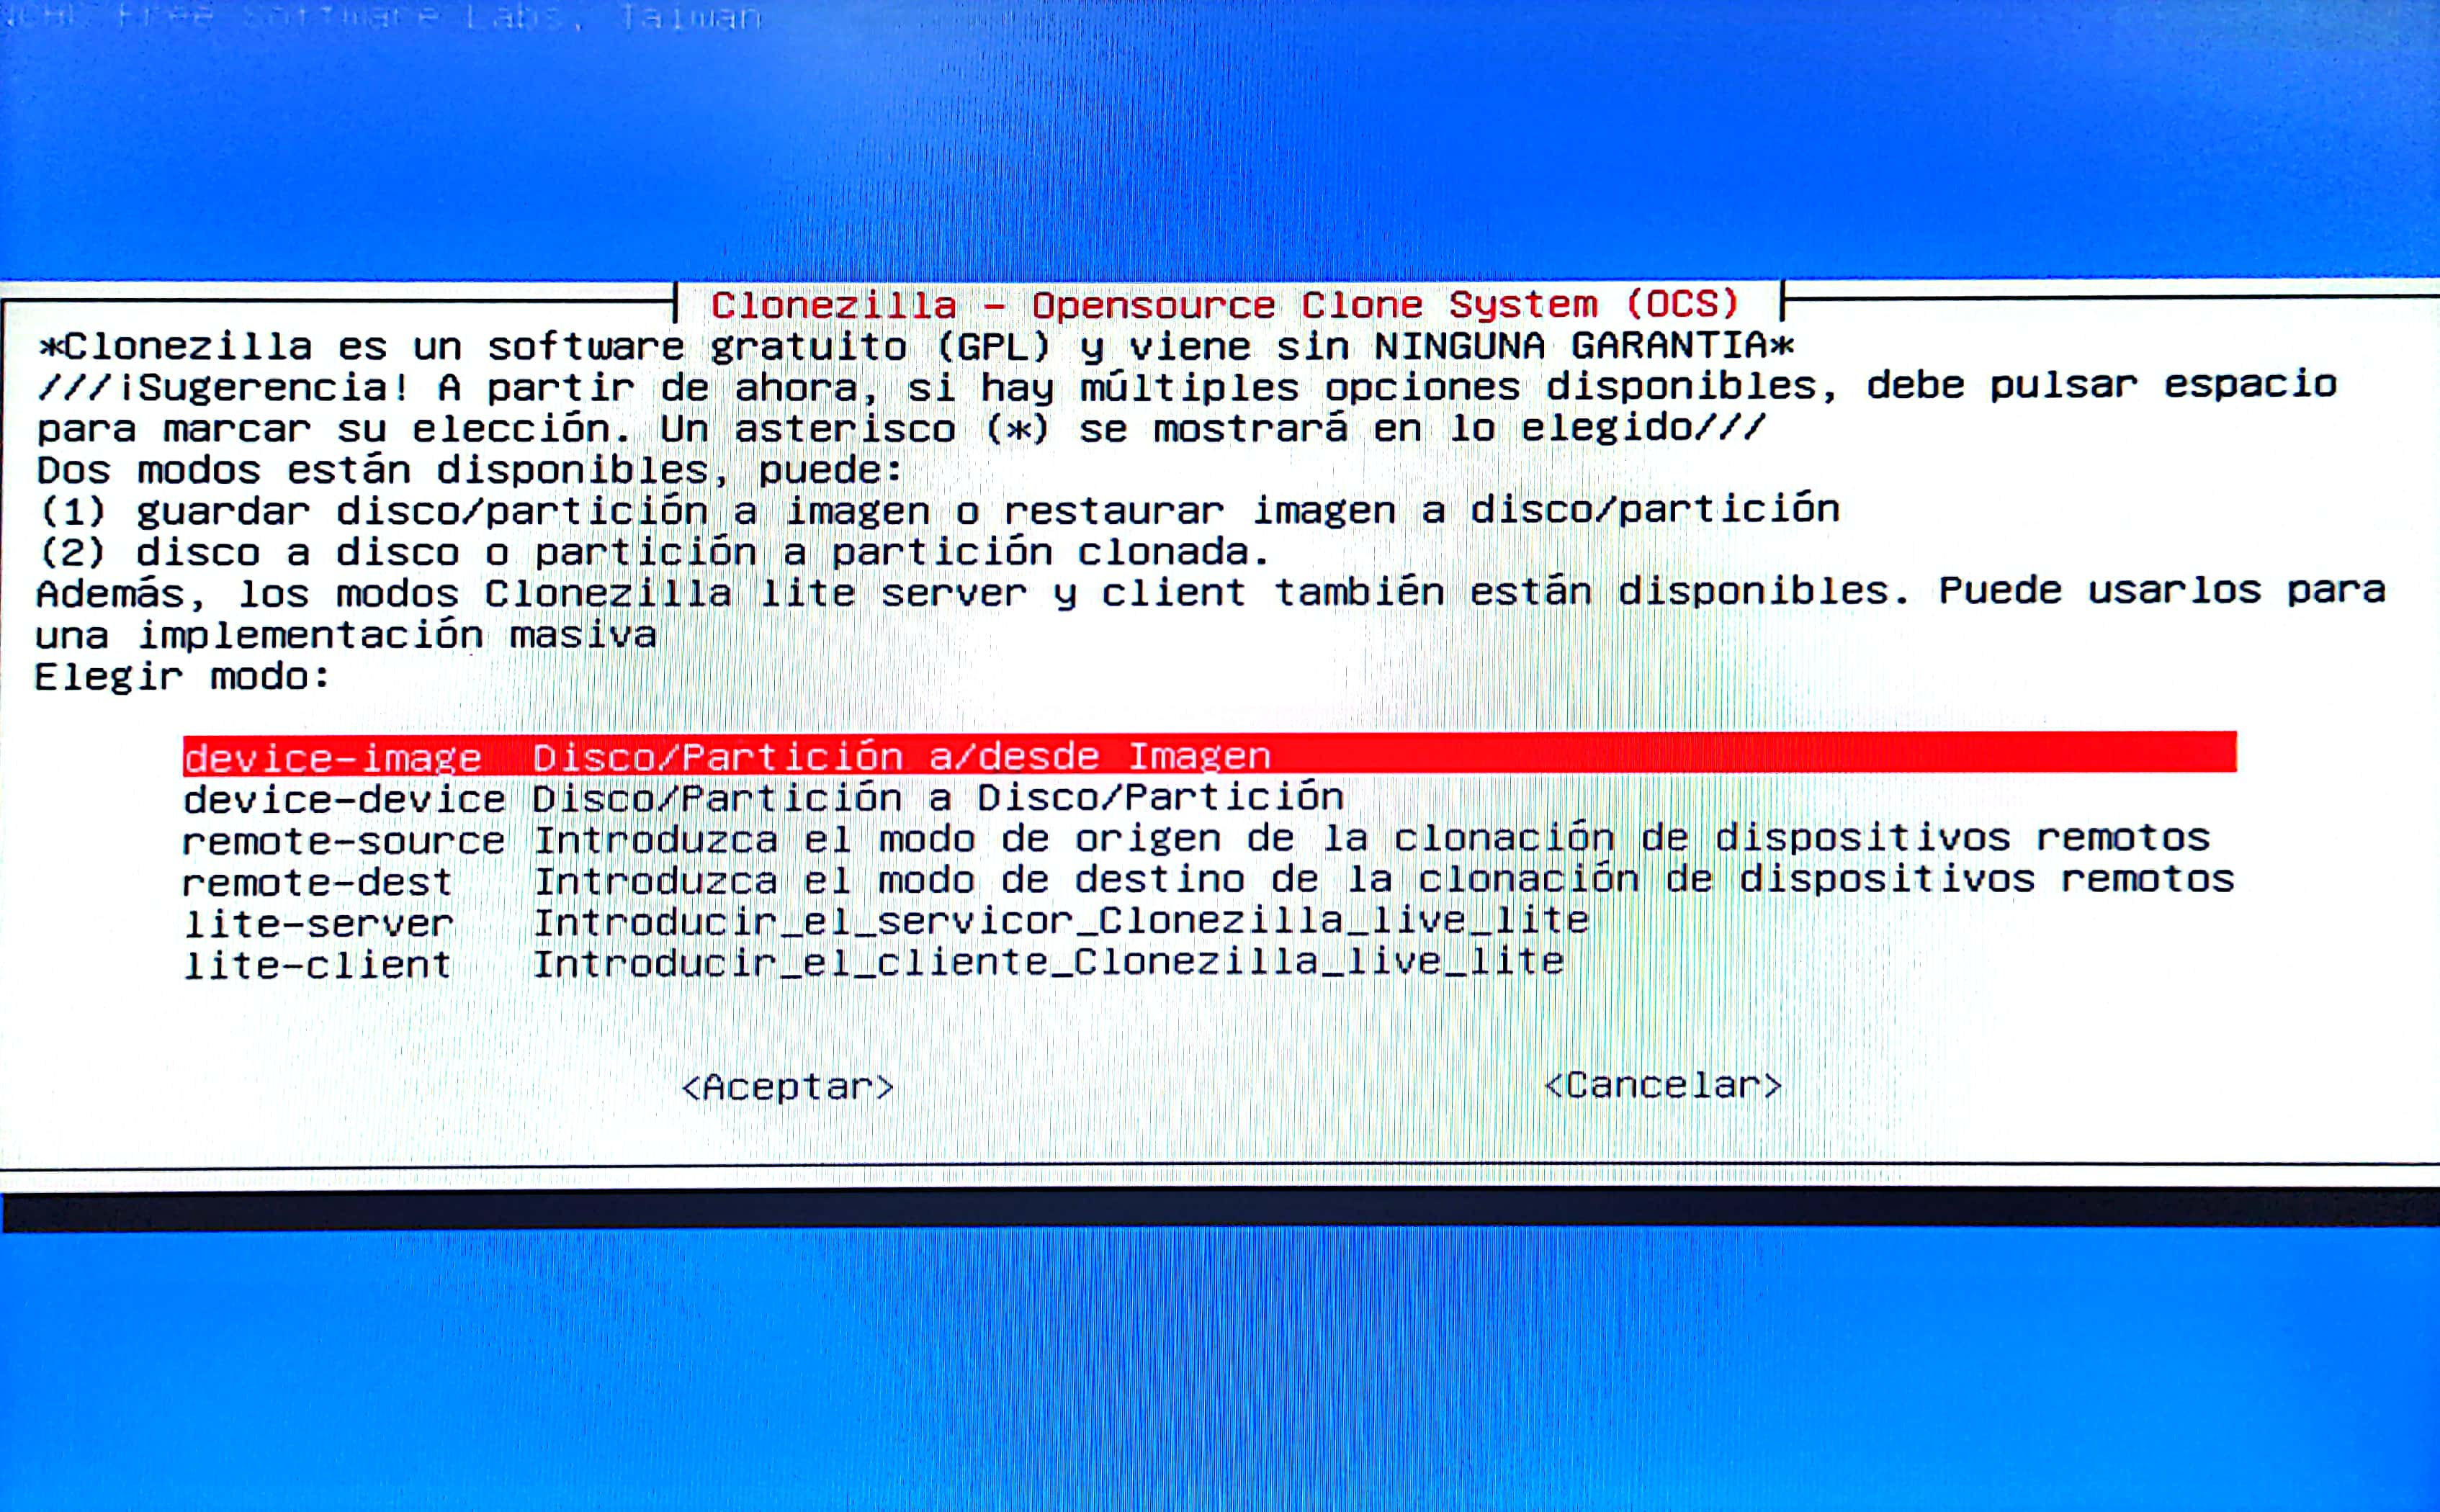 NCHC Free Software Labs, Taiwan
Clonezilla - Opensource Clone System (OCS)
*Clonezilla es un software gratuito (GPL) y viene sin NINGUNA GARANTIA*
///¡Sugerencia! A partir de ahora, si hay múltiples opciones disponibles, debe pulsar espacio
para marcar su elección. Un asterisco (*) se mostrará en lo elegido///
Dos modos están disponibles, puede:
(1) guardar disco/partición a imagen o restaurar imagen a disco/partición
(2) disco a disco o partición a partición clonada.
Además, los modos Clonezilla lite server y client también están disponibles. Puede usarlos para
una implementación masiva
Elegir modo:
device-image Disco/Partición a/desde Imagen
device-device Disco/Partición a Disco/Partición
remote-source Introduzca el modo de origen de la clonación de dispositivos remotos
remote-dest Introduzca el modo de destino de la clonación de dispositivos remotos
lite-server Introducir_el_servicor_Clonezilla_live_lite
lite-client Introducir_el_cliente_Clonezilla_live_lite
<Aceptar> <Cancelar>